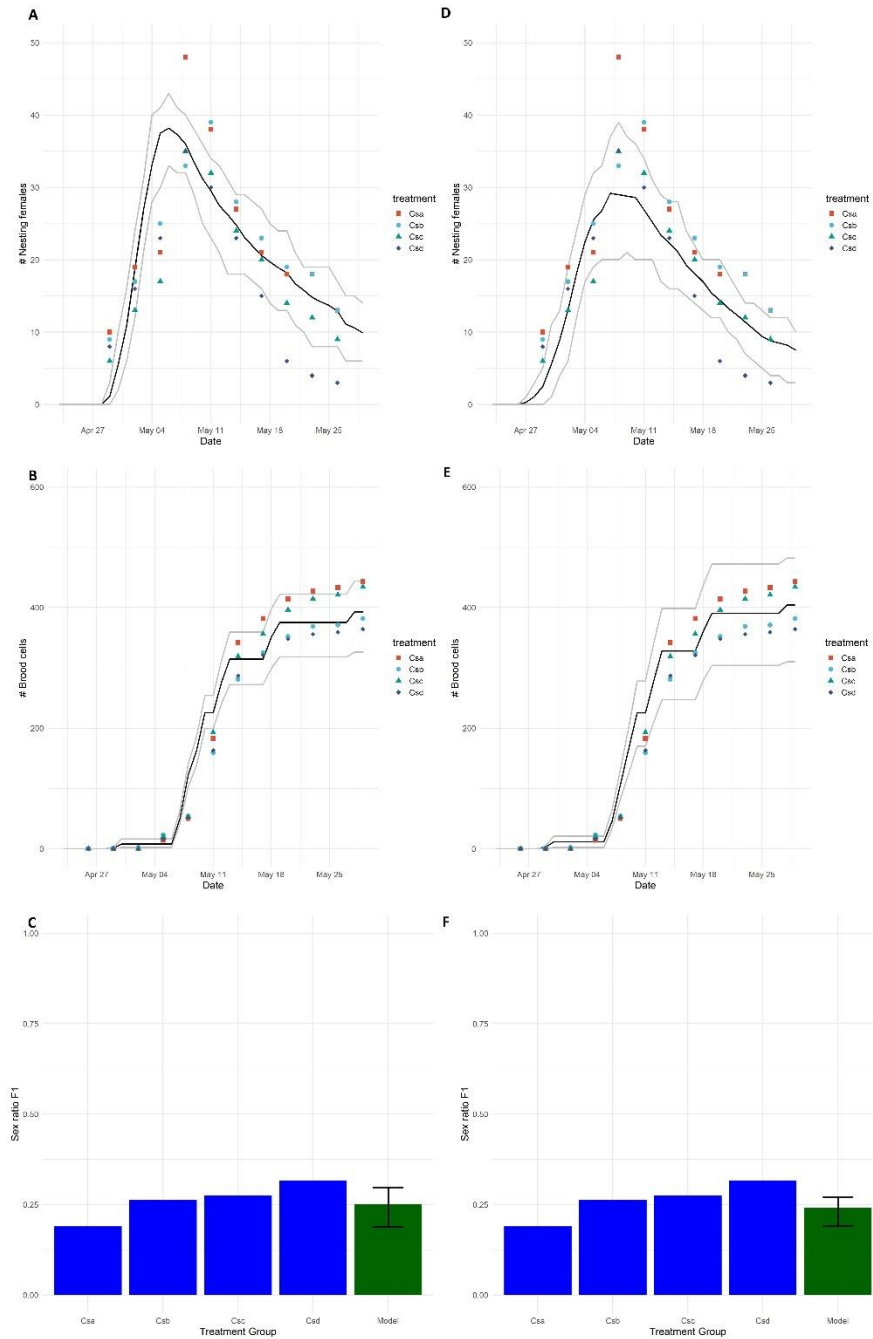 A
50
40
30
20
10
0
# Nesting females
Apr 27
May 04
May 11
May 18
May 25
Date
treatment
Csa
Csb
Csc
Csd
D
50
40
30
20
10
0
# Nesting females
Apr 27
May 04
May 11
May 18
May 25
Date
treatment
Csa
Csb
Csc
Csd
B
600
400
200
0
# Brood cells
Apr 27
May 04
May 11
May 18
May 25
Date
treatment
Csa
Csb
Csc
Csd
E
600
400
200
0
# Brood cells
Apr 27
May 04
May 11
May 18
May 25
Date
treatment
Csa
Csb
Csc
Csd
C
1.00
0.75
0.50
0.25
0.00
Sex ratio F1
Csa
Csb
Csc
Csd
Model
Treatment Group
F
1.00
0.75
0.50
0.25
0.00
Sex ratio F1
Csa
Csb
Csc
Csd
Model
Treatment Group